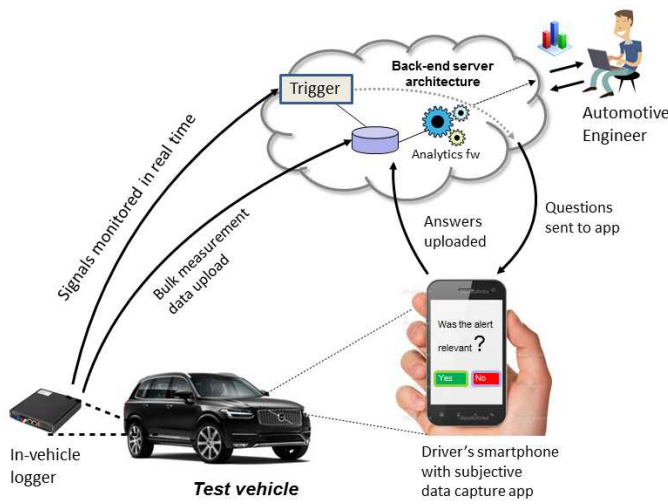 Back-end server
architecture
Trigger
Analytics fw
Automotive
Engineer
Signals monitored in real time
Bulk measurement
data upload
Answers
uploaded
Questions
sent to app
Was the alert
relevant ?
Yes
No
In-vehicle
logger
Test vehicle
Driver's smartphone
with subjective
data capture app